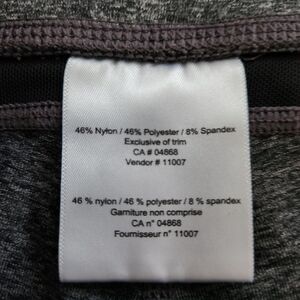 46% Nylon / 46% Polyester / 8% Spandex
Exclusive of trim
CA # 04868
Vendor # 11007
46 % nylon / 46 % polyester / 8 % spandex
Garniture non comprise
CA n° 04868
Fournisseur n° 11007